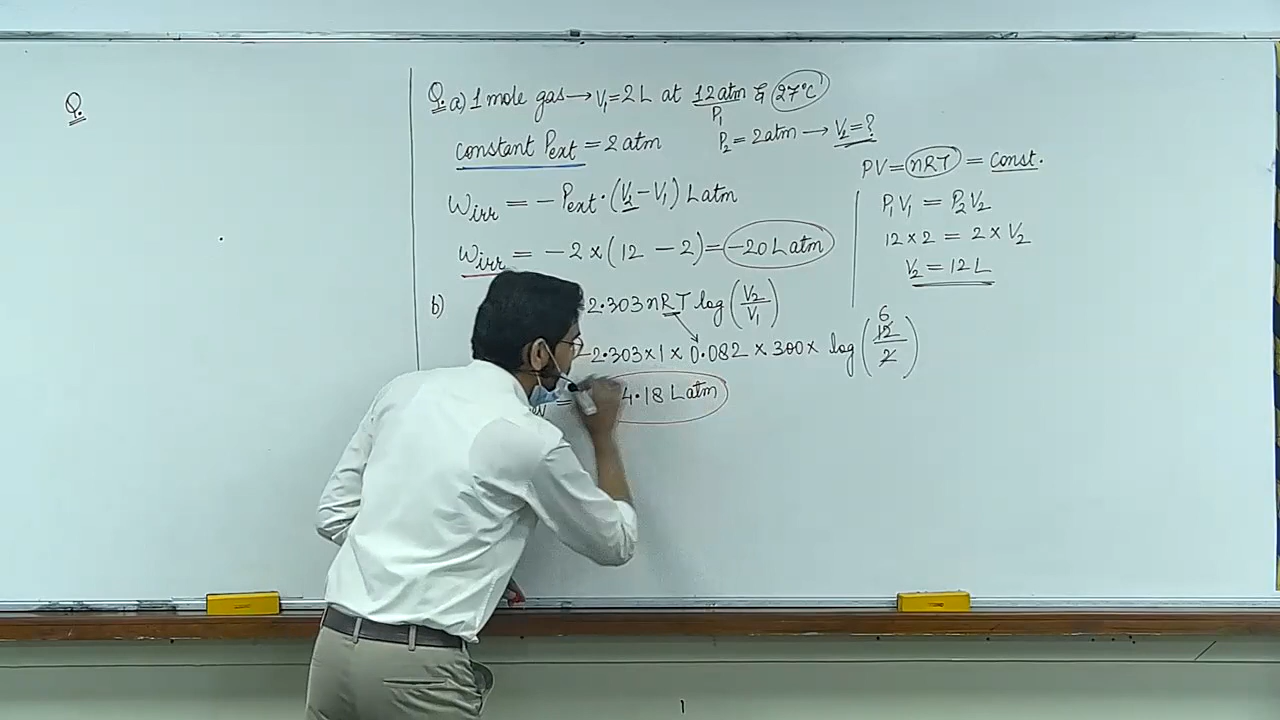 Q.
Q. a) 1 mole gas → V₁ = 2L at 12 atm & 27°C
P₁
constant Pext = 2 atm P₂ = 2 atm → V₂ = ?
Wirr = - Pext · (V₂ - V₁) L atm
Wirr = - 2 × (12 - 2) = -20 L atm
b) 2.303 nRT log (V₂/V₁)
-2.303 × 1 × 0.082 × 300 × log (12/2)
6
= 4.18 L atm
PV = nRT = Const.
P₁V₁ = P₂V₂
12 × 2 = 2 × V₂
V₂ = 12 L